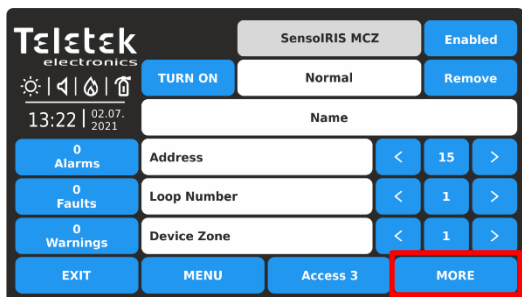 Teletek
electronics
SensoIRIS MCZ
Enabled
TURN ON
Normal
Remove
13:22
02.07.
2021
Name
0
Alarms
Address
<
15
>
0
Faults
Loop Number
<
1
>
0
Warnings
Device Zone
<
1
>
EXIT
MENU
Access 3
MORE